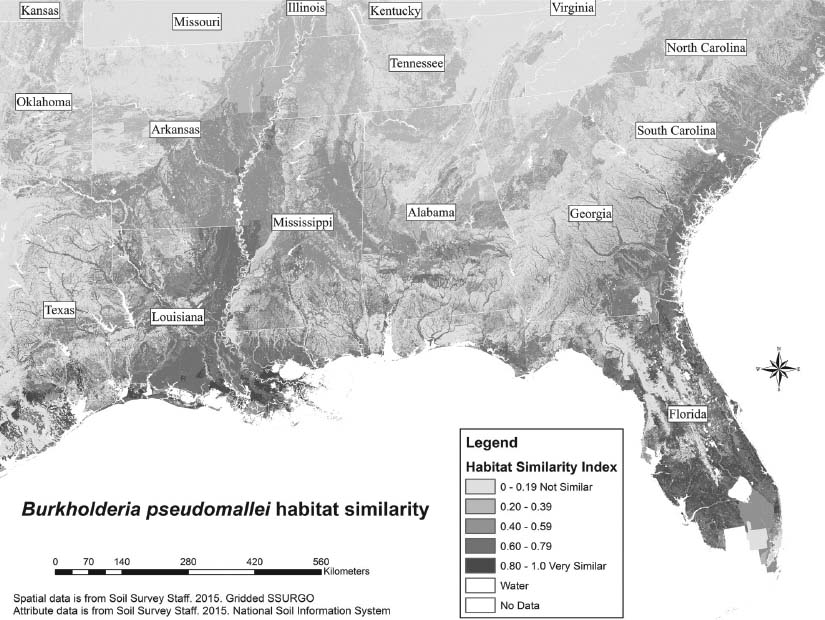 Kansas
Missouri
Illinois
Kentucky
Virginia
North Carolina
Tennessee
Oklahoma
Arkansas
South Carolina
Mississippi
Alabama
Georgia
Texas
Louisiana
Florida
N
Legend
Habitat Similarity Index
0 - 0.19 Not Similar
0.20 - 0.39
0.40 - 0.59
0.60 - 0.79
0.80 - 1.0 Very Similar
Water
No Data
Burkholderia pseudomallei habitat similarity
0 70 140 280 420 560
Kilometers
Spatial data is from Soil Survey Staff. 2015. Gridded SSURGO
Attribute data is from Soil Survey Staff. 2015. National Soil Information System